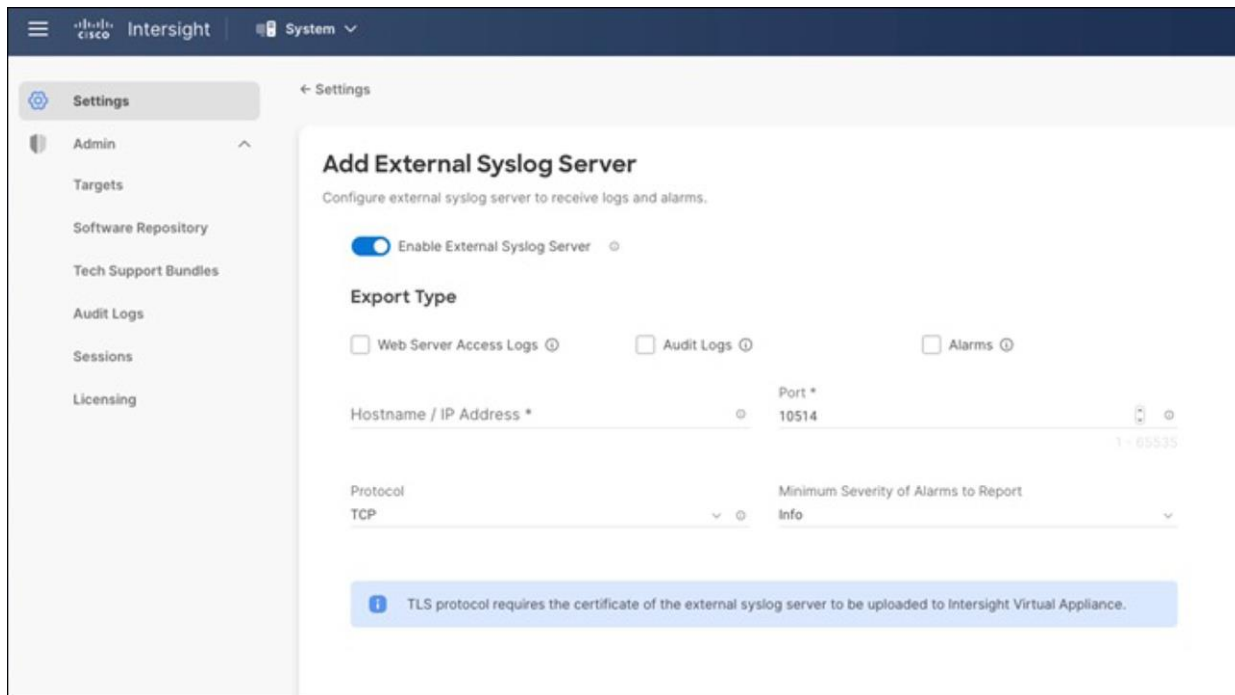 cisco Intersight System
Settings
Admin
Targets
Software Repository
Tech Support Bundles
Audit Logs
Sessions
Licensing
← Settings
Add External Syslog Server
Configure external syslog server to receive logs and alarms.
Enable External Syslog Server
Export Type
Web Server Access Logs Audit Logs Alarms
Hostname / IP Address *
Port *
10514
1 - 65535
Protocol
TCP
Minimum Severity of Alarms to Report
Info
TLS protocol requires the certificate of the external syslog server to be uploaded to Intersight Virtual Appliance.